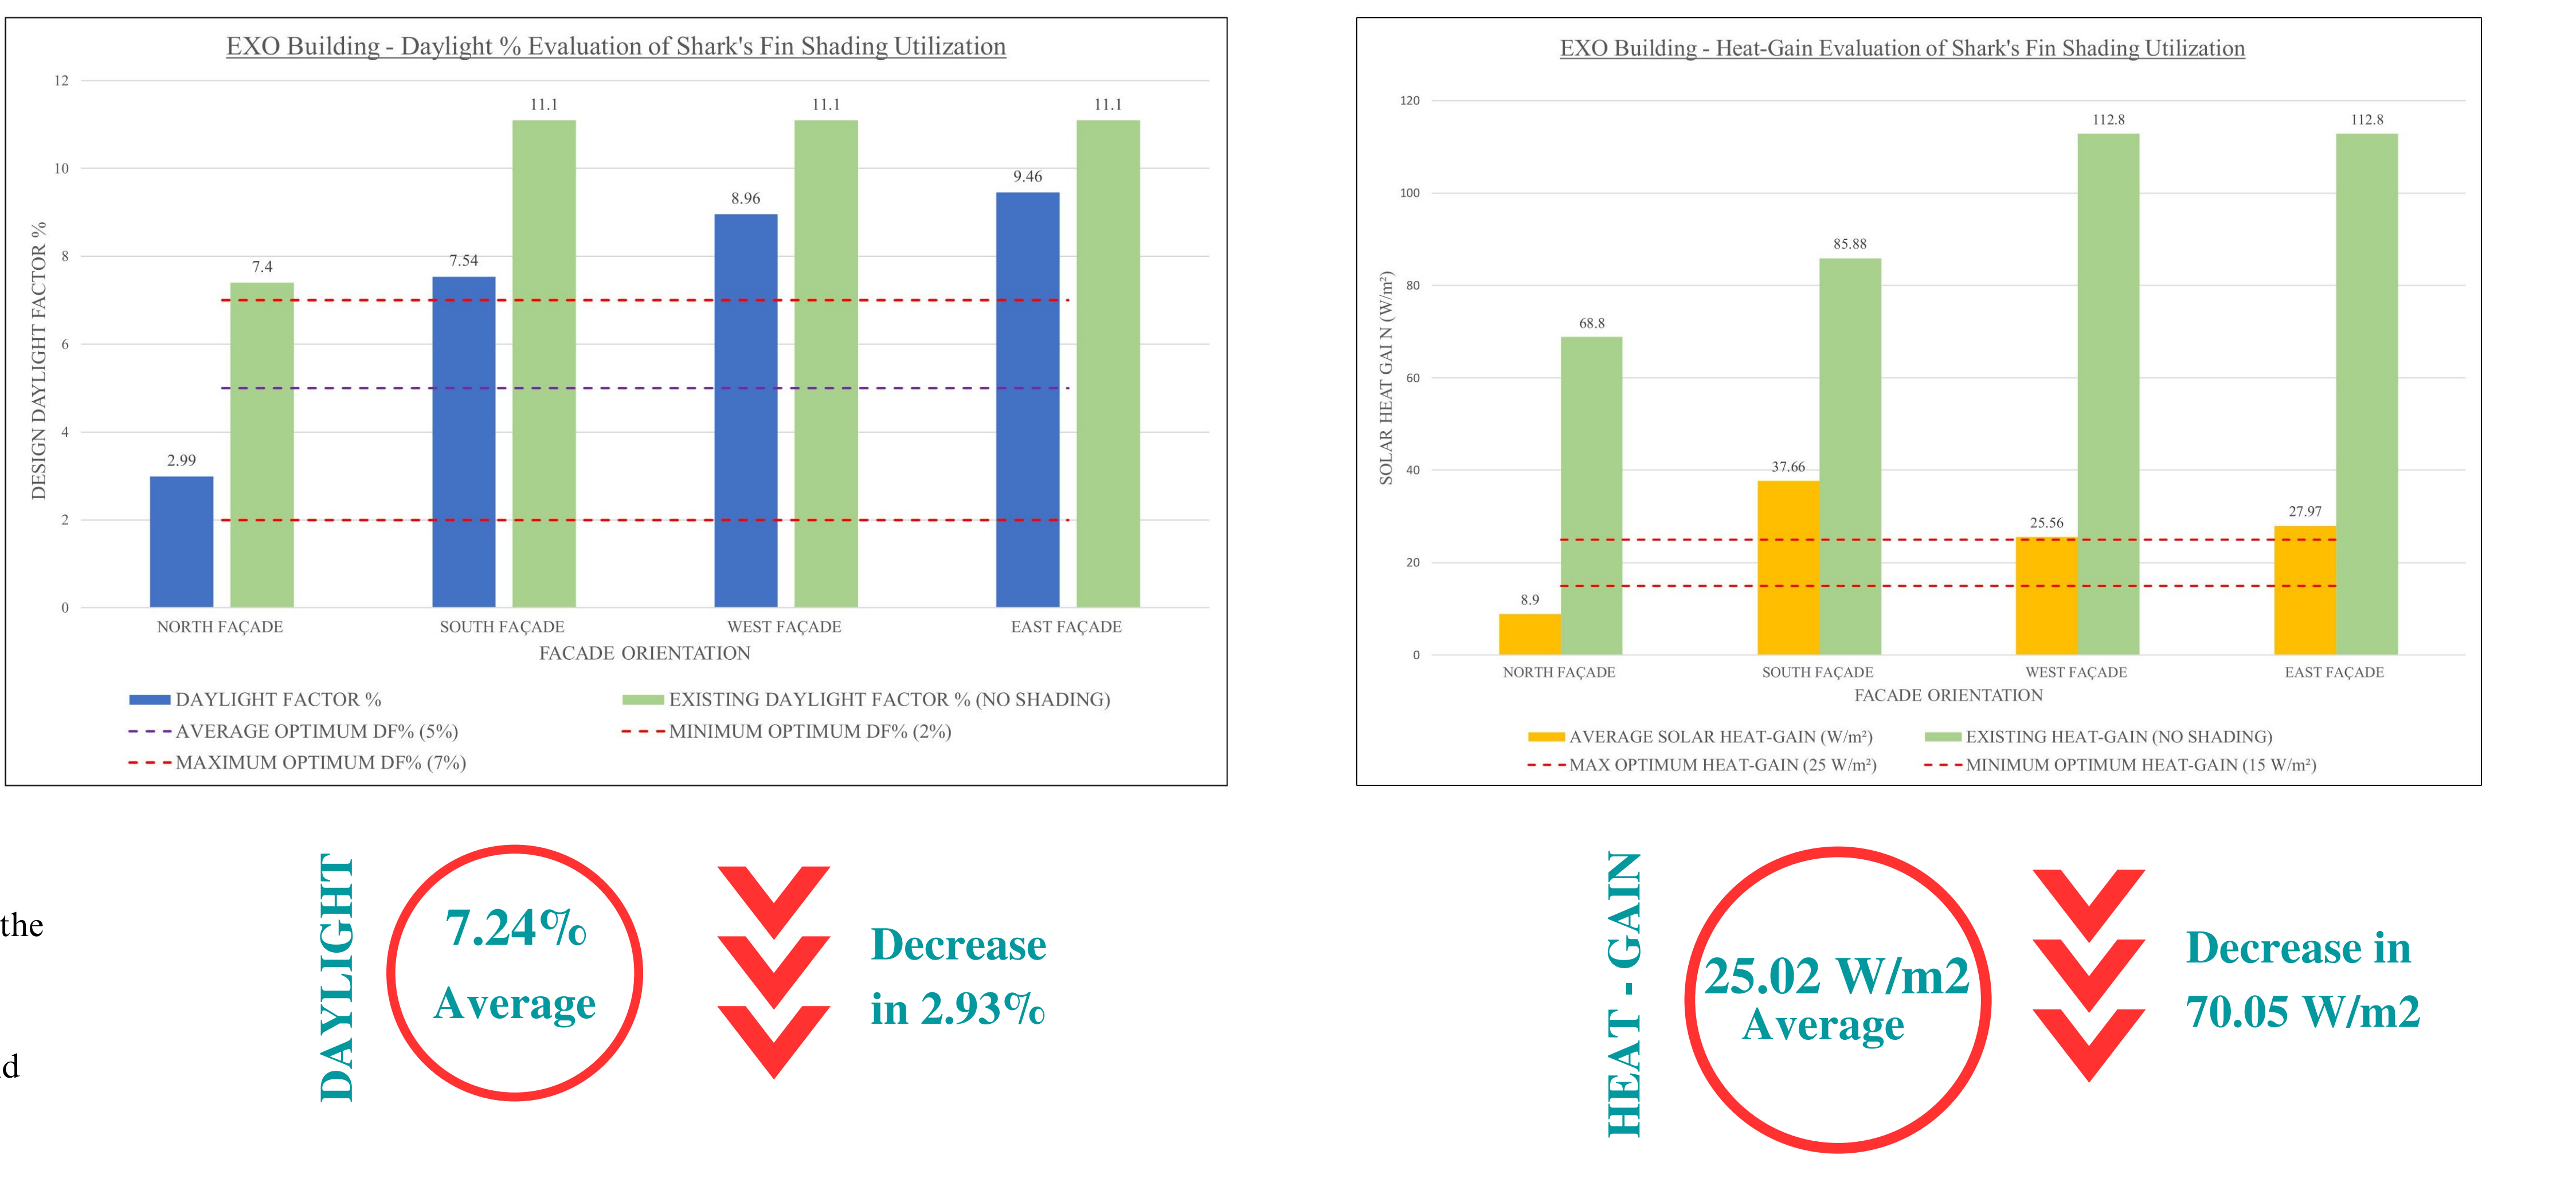 EXO Building - Daylight % Evaluation of Shark's Fin Shading Utilization
DESIGN DAYLIGHT FACTOR %
12
10
8
6
4
2
0
2.99
7.4
7.54
11.1
8.96
11.1
9.46
11.1
NORTH FAÇADE
SOUTH FAÇADE
WEST FAÇADE
EAST FAÇADE
FACADE ORIENTATION
DAYLIGHT FACTOR %
EXISTING DAYLIGHT FACTOR % (NO SHADING)
AVERAGE OPTIMUM DF% (5%)
MINIMUM OPTIMUM DF% (2%)
MAXIMUM OPTIMUM DF% (7%)
EXO Building - Heat-Gain Evaluation of Shark's Fin Shading Utilization
SOLAR HEAT GAI N (W/m²)
120
100
80
60
40
20
0
8.9
68.8
37.66
85.88
25.56
112.8
27.97
112.8
NORTH FAÇADE
SOUTH FAÇADE
WEST FAÇADE
EAST FAÇADE
FACADE ORIENTATION
AVERAGE SOLAR HEAT-GAIN (W/m²)
EXISTING HEAT-GAIN (NO SHADING)
MAX OPTIMUM HEAT-GAIN (25 W/m²)
MINIMUM OPTIMUM HEAT-GAIN (15 W/m²)
the
DAYLIGHT
7.24%
Average
Decrease
in 2.93%
HEAT - GAIN
25.02 W/m2
Average
Decrease in
70.05 W/m2